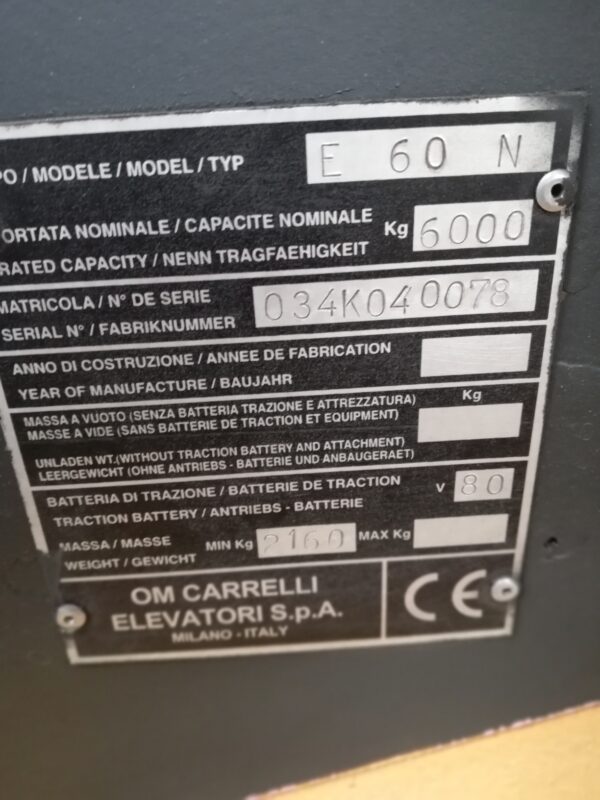 PO / MODELE / MODEL / TYP E 60 N
ORTATA NOMINALE / CAPACITE NOMINALE
RATED CAPACITY / NENN TRAGFAEHIGKEIT Kg 6000
MATRICOLA / N° DE SERIE
SERIAL N° / FABRIKNUMMER 034K0400078
ANNO DI COSTRUZIONE / ANNEE DE FABRICATION
YEAR OF MANUFACTURE / BAUJAHR
MASSA A VUOTO (SENZA BATTERIA TRAZIONE E ATTREZZATURA) Kg
MASSE A VIDE (SANS BATTERIE DE TRACTION ET EQUIPMENT)
UNLADEN WT.(WITHOUT TRACTION BATTERY AND ATTACHMENT)
LEERGEWICHT (OHNE ANTRIEBS - BATTERIE UND ANBAUGERAET)
BATTERIA DI TRAZIONE / BATTERIE DE TRACTION
TRACTION BATTERY / ANTRIEBS - BATTERIE V 80
MASSA / MASSE MIN Kg 2160 MAX Kg
WEIGHT / GEWICHT
OM CARRELLI
ELEVATORI S.p.A.
MILANO - ITALY
CE